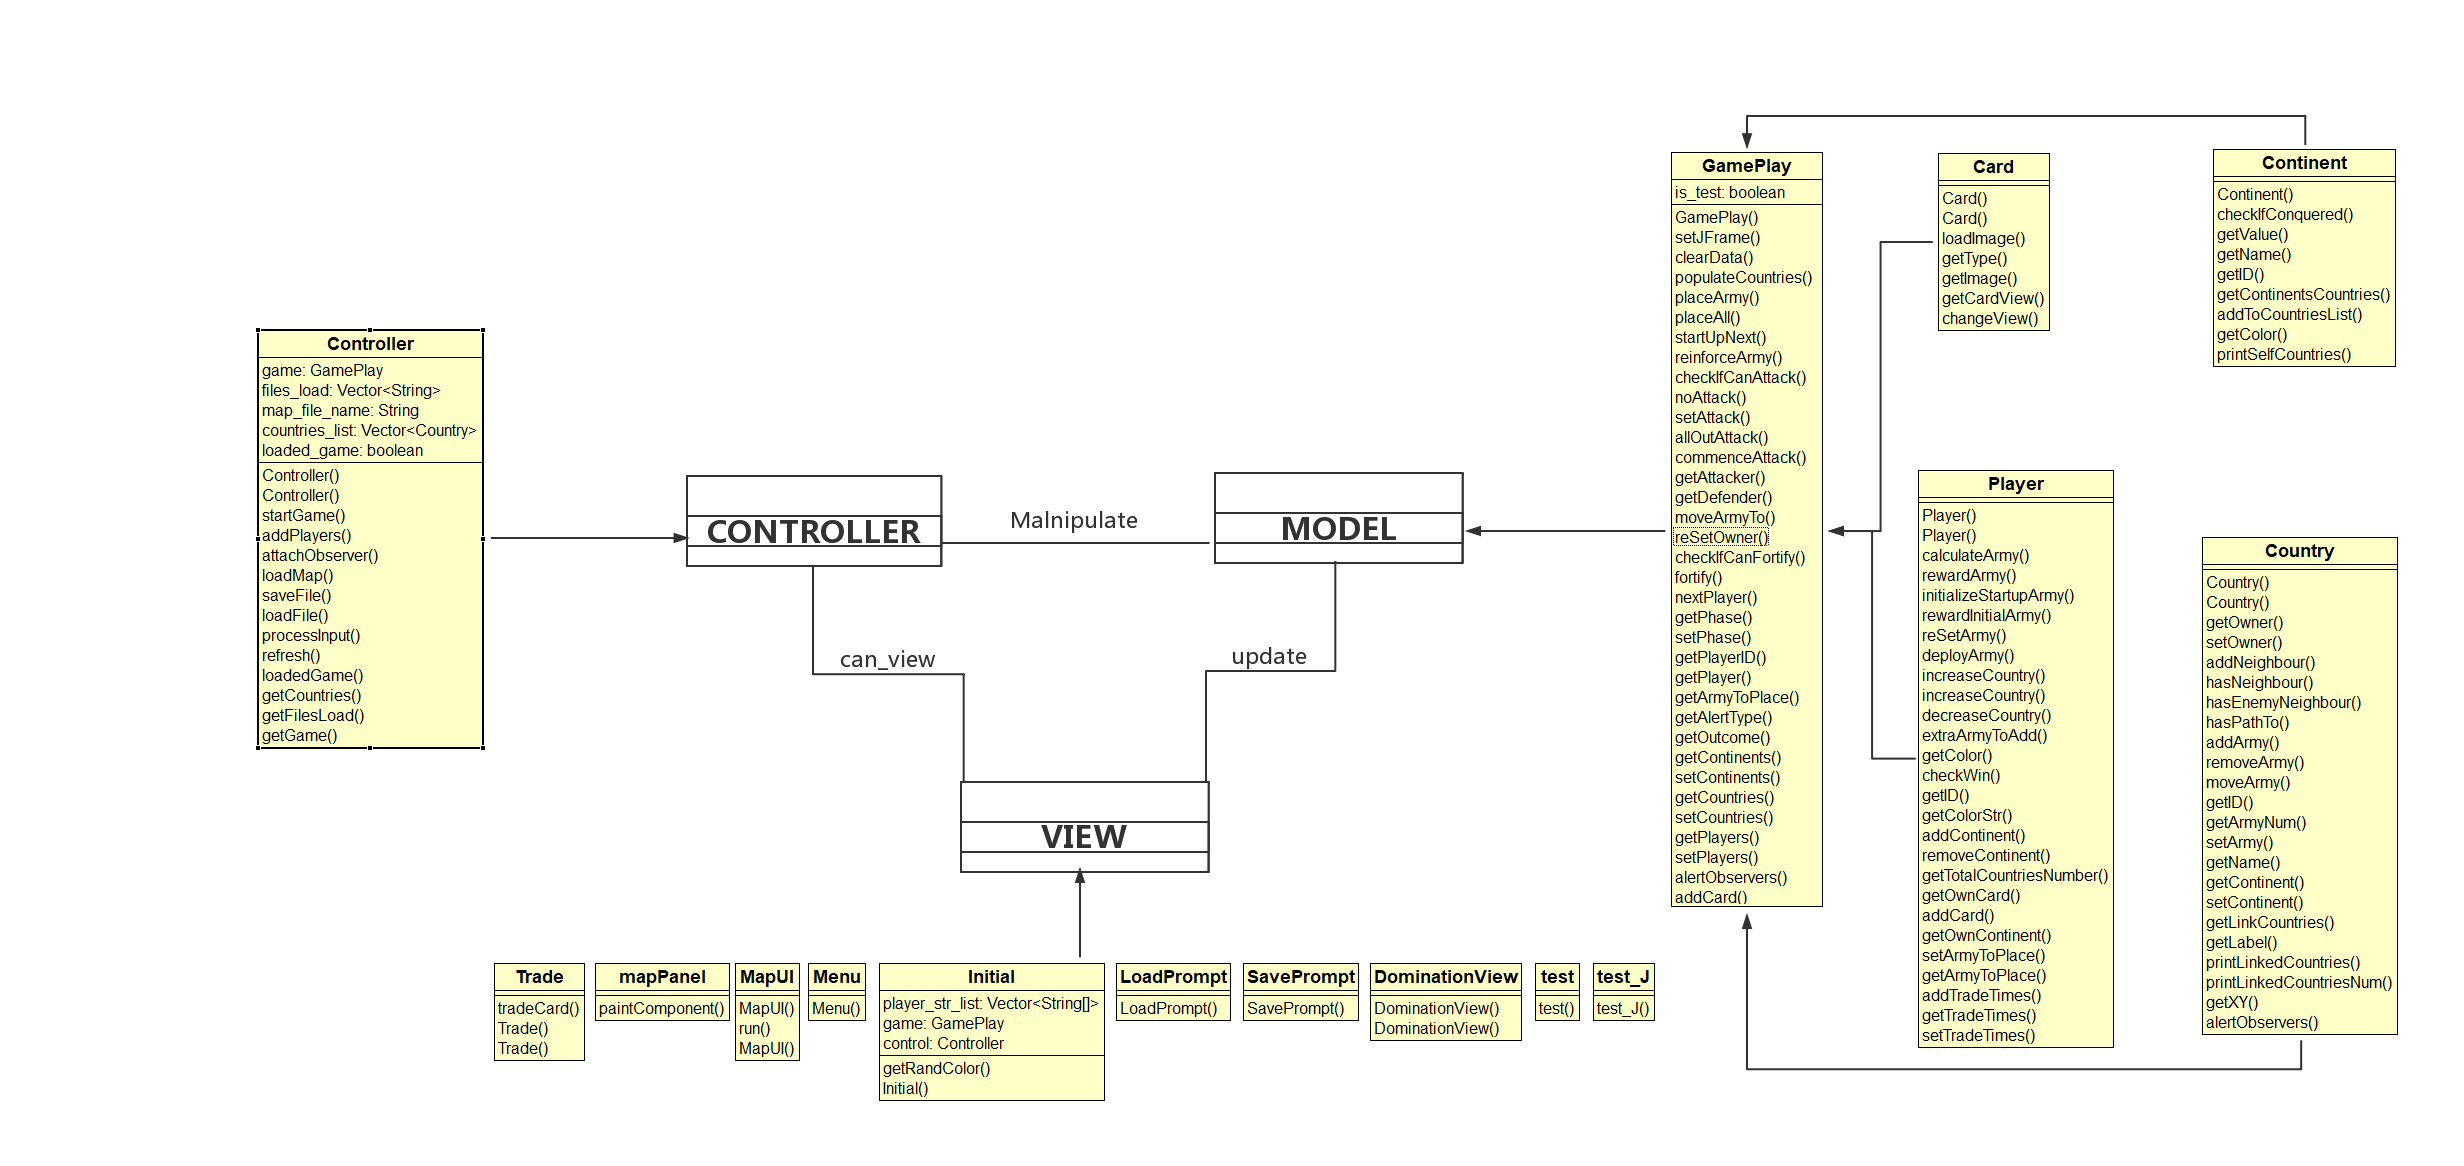 Controller
game: GamePlay
files_load: Vector<String>
map_file_name: String
countries_list: Vector<Country>
loaded_game: boolean
Controller()
Controller()
startGame()
addPlayers()
attachObserver()
loadMap()
saveFile()
loadFile()
processInput()
refresh()
loadedGame()
getCountries()
getFilesLoad()
getGame()
CONTROLLER
Malnipulate
MODEL
can_view
update
VIEW
Trade
tradeCard()
Trade()
Trade()
mapPanel
paintComponent()
MapUI
MapUI()
run()
MapUI()
Menu
Menu()
Initial
player_str_list: Vector<String[]>
game: GamePlay
control: Controller
getRandColor()
Initial()
LoadPrompt
LoadPrompt()
SavePrompt
SavePrompt()
DominationView
DominationView()
DominationView()
test
test()
test_J
test_J()
GamePlay
is_test: boolean
GamePlay()
setJFrame()
clearData()
populateCountries()
placeArmy()
placeAll()
startUpNext()
reinforceArmy()
checkIfCanAttack()
noAttack()
setAttack()
allOutAttack()
commenceAttack()
getAttacker()
getDefender()
moveArmyTo()
reSetOwner()
checkIfCanFortify()
fortify()
nextPlayer()
getPhase()
setPhase()
getPlayerID()
getPlayer()
getArmyToPlace()
getAlertType()
getOutcome()
getContinents()
setContinents()
getCountries()
setCountries()
getPlayers()
setPlayers()
alertObservers()
addCard()
Card
Card()
Card()
loadImage()
getType()
getImage()
getCardView()
changeView()
Player
Player()
Player()
calculateArmy()
rewardArmy()
initializeStartupArmy()
rewardInitialArmy()
reSetArmy()
deployArmy()
increaseCountry()
increaseCountry()
decreaseCountry()
extraArmyToAdd()
getColor()
checkWin()
getID()
getColorStr()
addContinent()
removeContinent()
getTotalCountriesNumber()
getOwnCard()
addCard()
getOwnContinent()
setArmyToPlace()
getArmyToPlace()
addTradeTimes()
getTradeTimes()
setTradeTimes()
Continent
Continent()
checkIfConquered()
getValue()
getName()
getID()
getContinentsCountries()
addToCountriesList()
getColor()
printSelfCountries()
Country
Country()
Country()
getOwner()
setOwner()
addNeighbour()
hasNeighbour()
hasEnemyNeighbour()
hasPathTo()
addArmy()
removeArmy()
moveArmy()
getID()
getArmyNum()
setArmy()
getName()
getContinent()
setContinent()
getLinkCountries()
getLabel()
printLinkedCountries()
printLinkedCountriesNum()
getXY()
alertObservers()